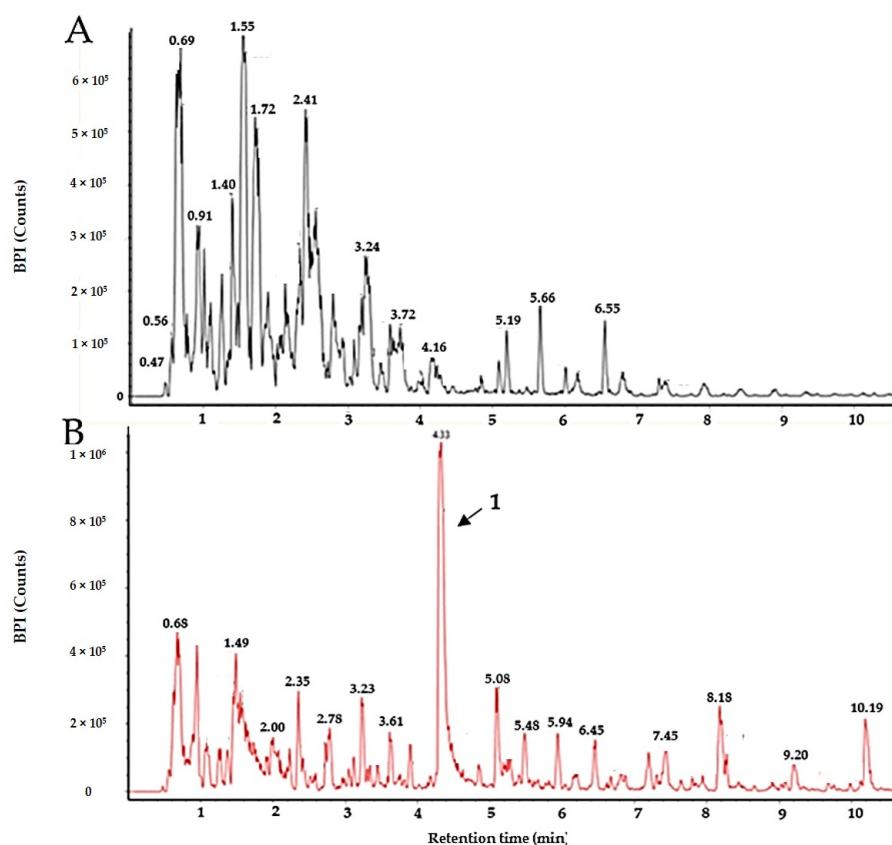 A
0.69
1.55
6 × 10⁵
2.41
1.72
5 × 10⁵
1.40
4 × 10⁵
0.91
BPI (Counts)
3 × 10⁵
3.24
2 × 10⁵
5.66
0.56
3.72
6.55
5.19
1 × 10⁵
4.16
0.47
0
1 2 3 4 5 6 7 8 9 10
B
4.33
1 × 10⁶
1
8 × 10⁵
BPI (Counts)
6 × 10⁵
0.68
4 × 10⁵
1.49
2.35
5.08
3.23
8.18
10.19
2 × 10⁵
2.00
2.78
3.61
5.48
5.94
6.45
7.45
9.20
0
1 2 3 4 5 6 7 8 9 10
Retention time (min)